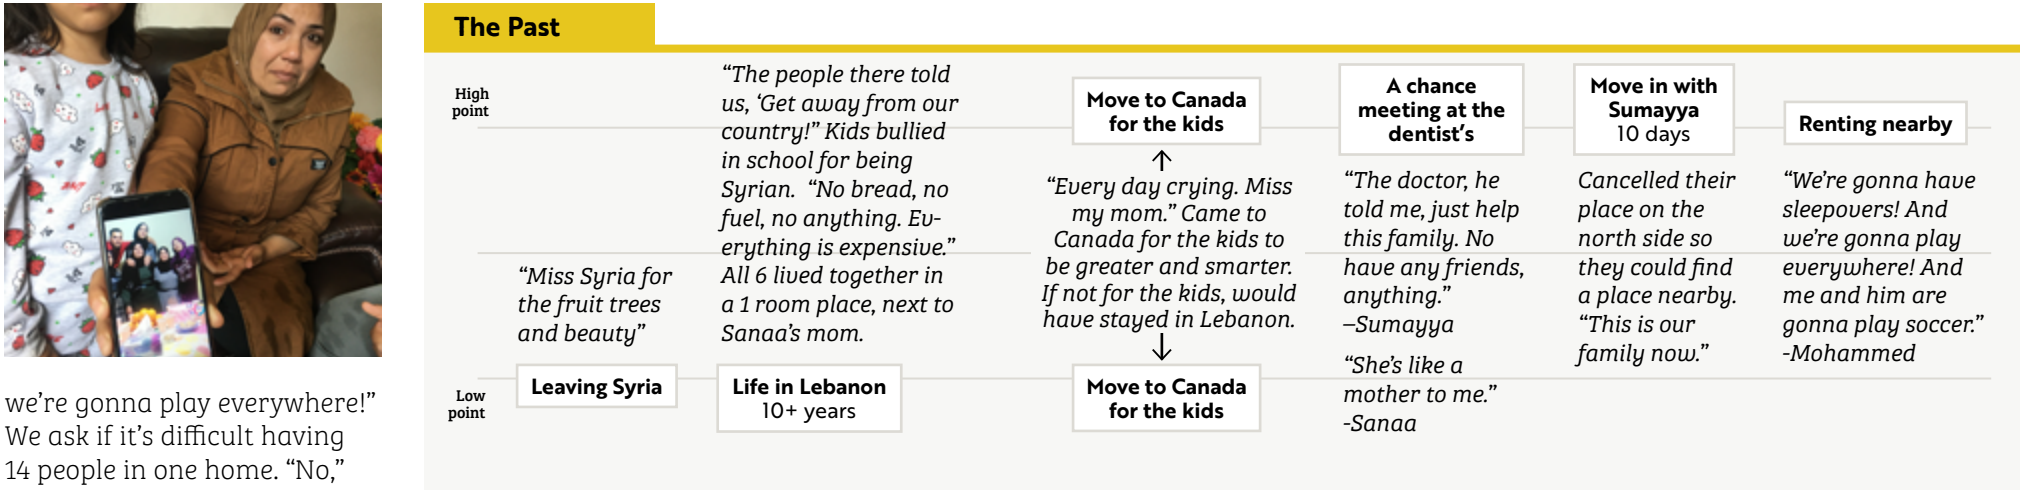 we’re gonna play everywhere!”
We ask if it’s difficult having
14 people in one home. “No,”
The Past
High
point
Low
point
“Miss Syria for
the fruit trees
and beauty”
Leaving Syria
“The people there told
us, ‘Get away from our
country!” Kids bullied
in school for being
Syrian.  “No bread, no
fuel, no anything. Ev-
erything is expensive.”
All 6 lived together in
a 1 room place, next to
Sanaa’s mom.
Life in Lebanon
10+ years
Move to Canada
for the kids
“Every day crying. Miss
my mom.” Came to
Canada for the kids to
be greater and smarter.
If not for the kids, would
have stayed in Lebanon.
Move to Canada
for the kids
A chance
meeting at the
dentist’s
“The doctor, he
told me, just help
this family. No
have any friends,
anything.”
–Sumayya
“She’s like a
mother to me.”
-Sanaa
Move in with
Sumayya
10 days
Cancelled their
place on the
north side so
they could find
a place nearby.
“This is our
family now.”
Renting nearby
“We’re gonna have
sleepovers! And
we’re gonna play
everywhere! And
me and him are
gonna play soccer.”
-Mohammed